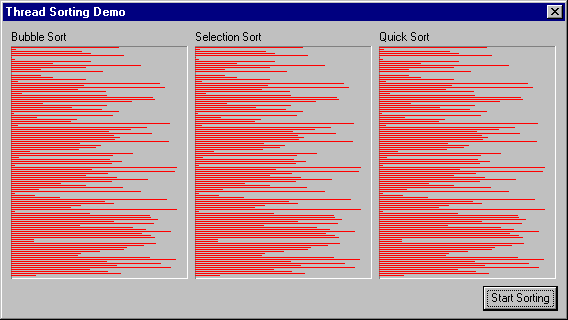 Thread Sorting Demo
Bubble Sort
Selection Sort
Quick Sort
Start Sorting